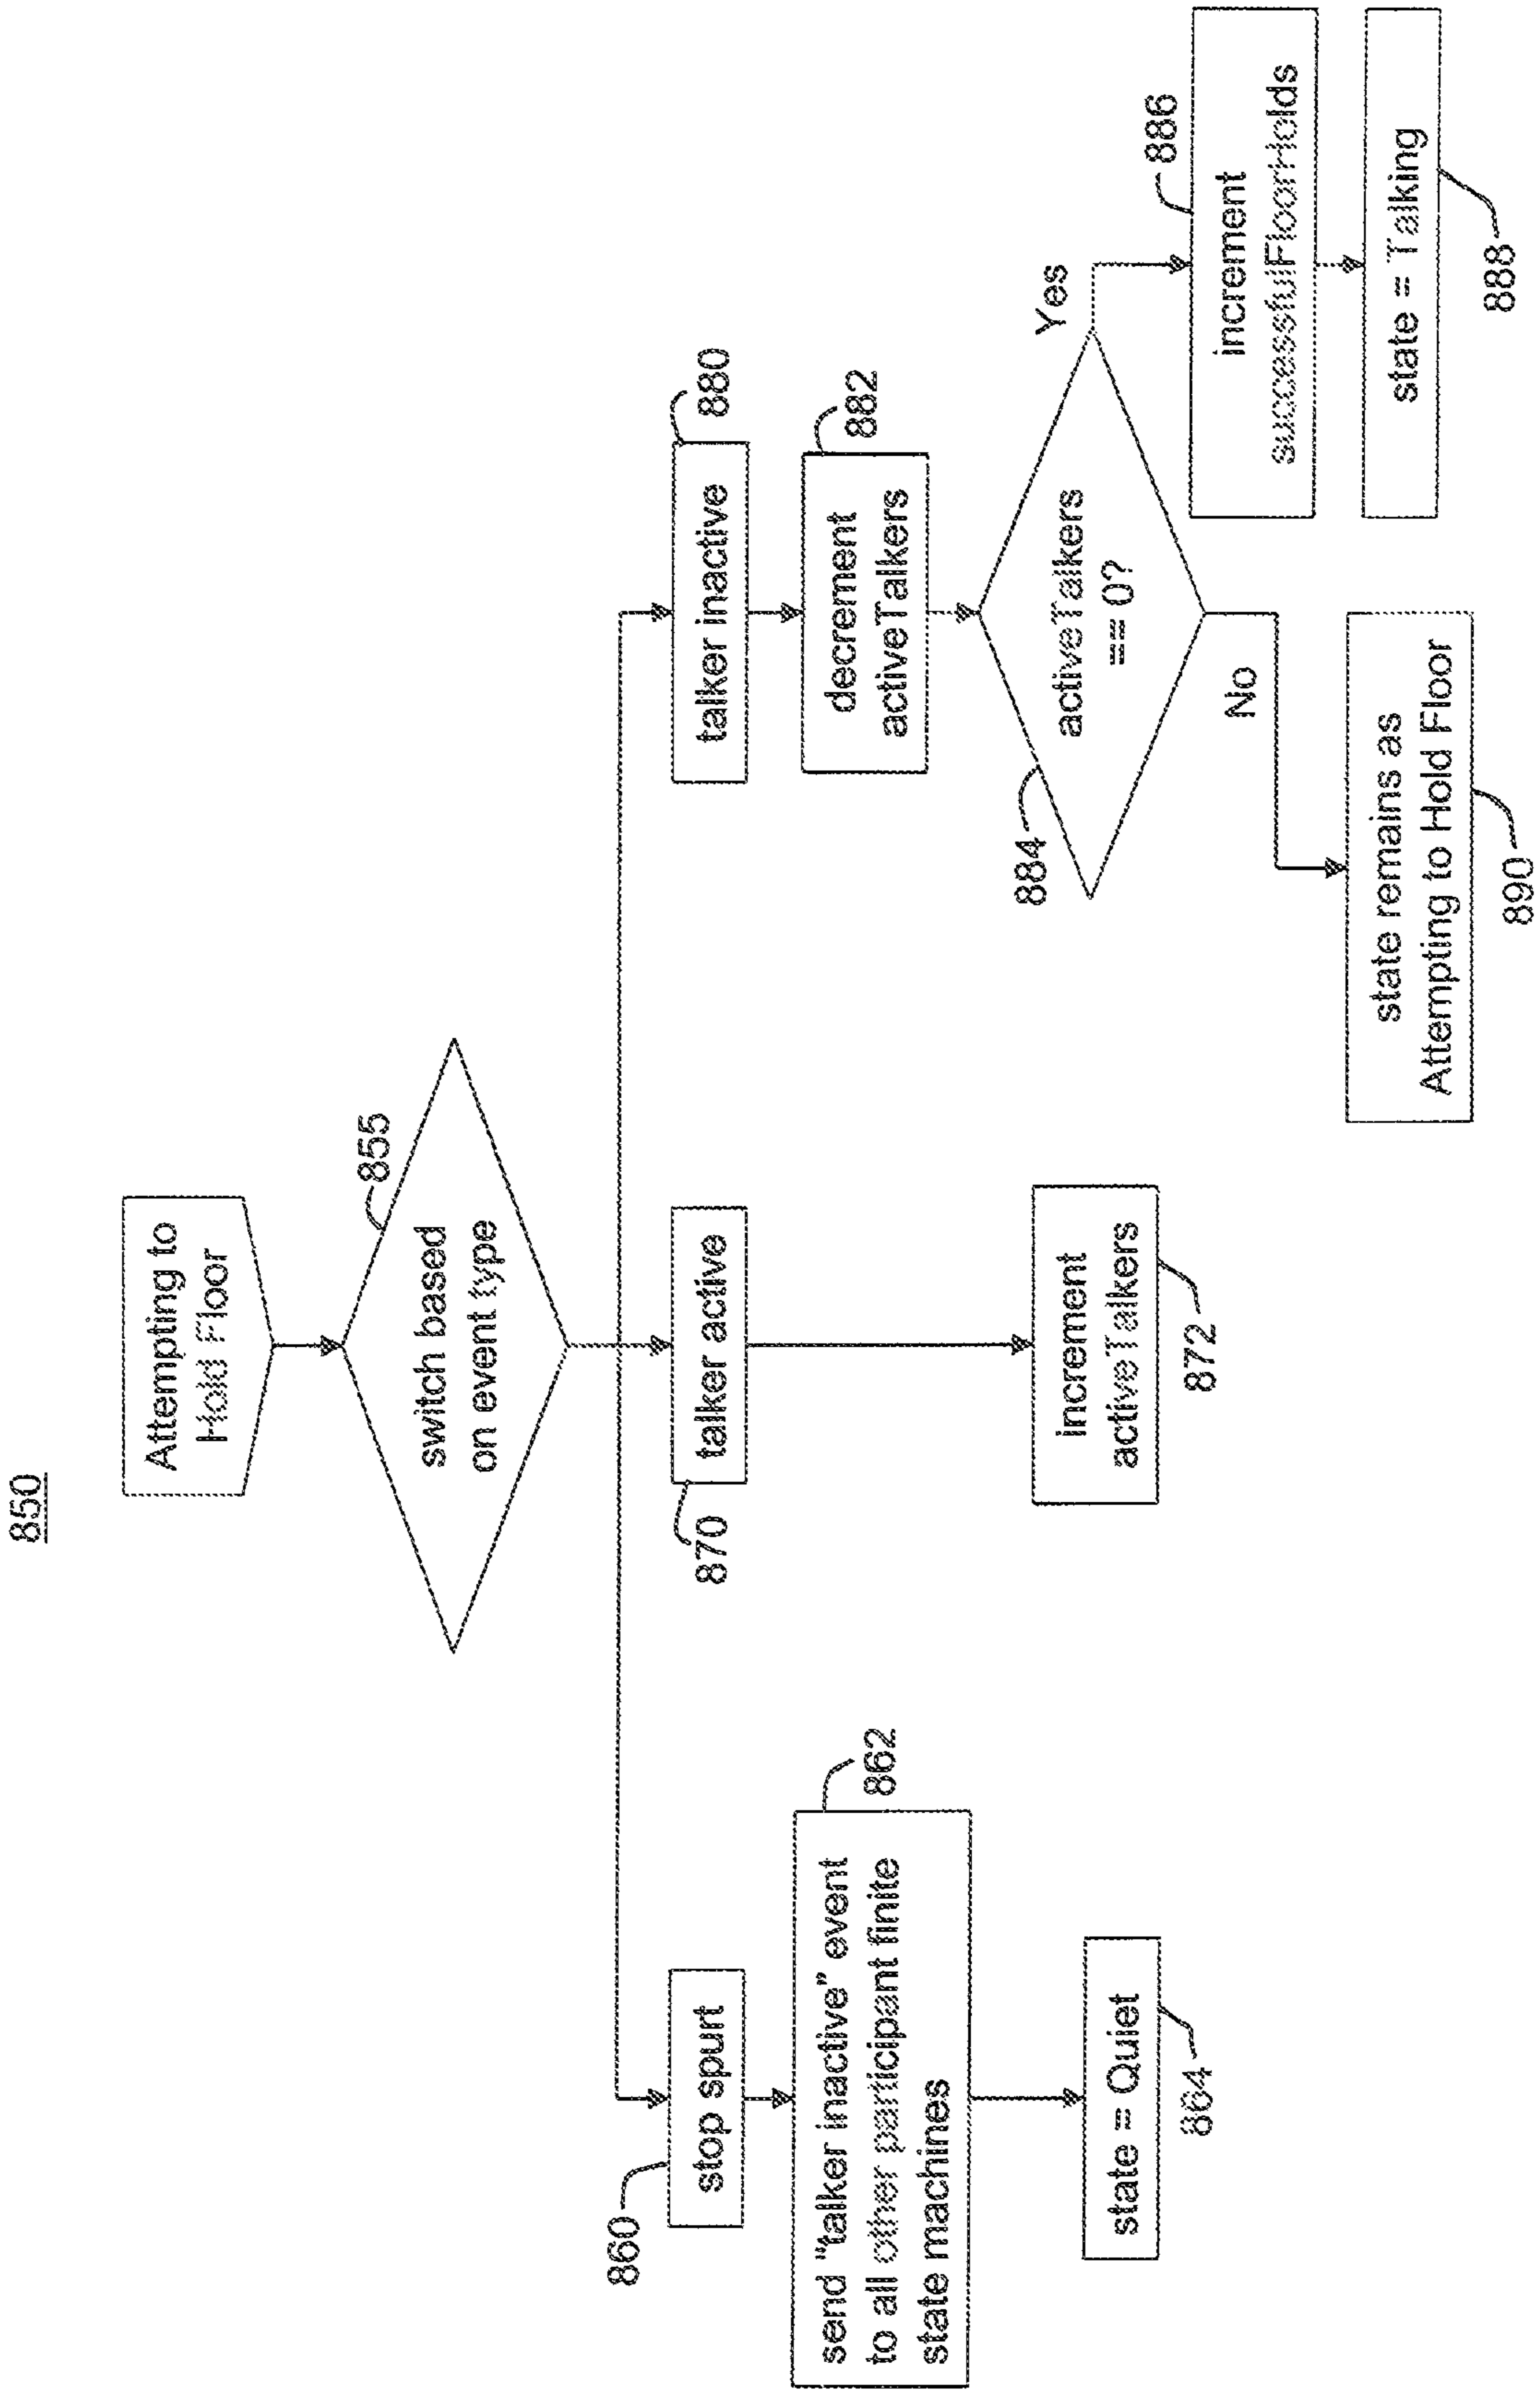 850
Attempting to
Hold Floor
855
switch based
on event type
860
stop spurt
862
send "talker inactive" event
to all other participant finite
state machines
state = Quiet
864
870
talker active
increment
activeTalkers
872
880
talker inactive
882
decrement
activeTalkers
884
activeTalkers
== 0?
Yes
No
886
increment
successfulFloorHolds
state = Talking
888
state remains as
Attempting to Hold Floor
890